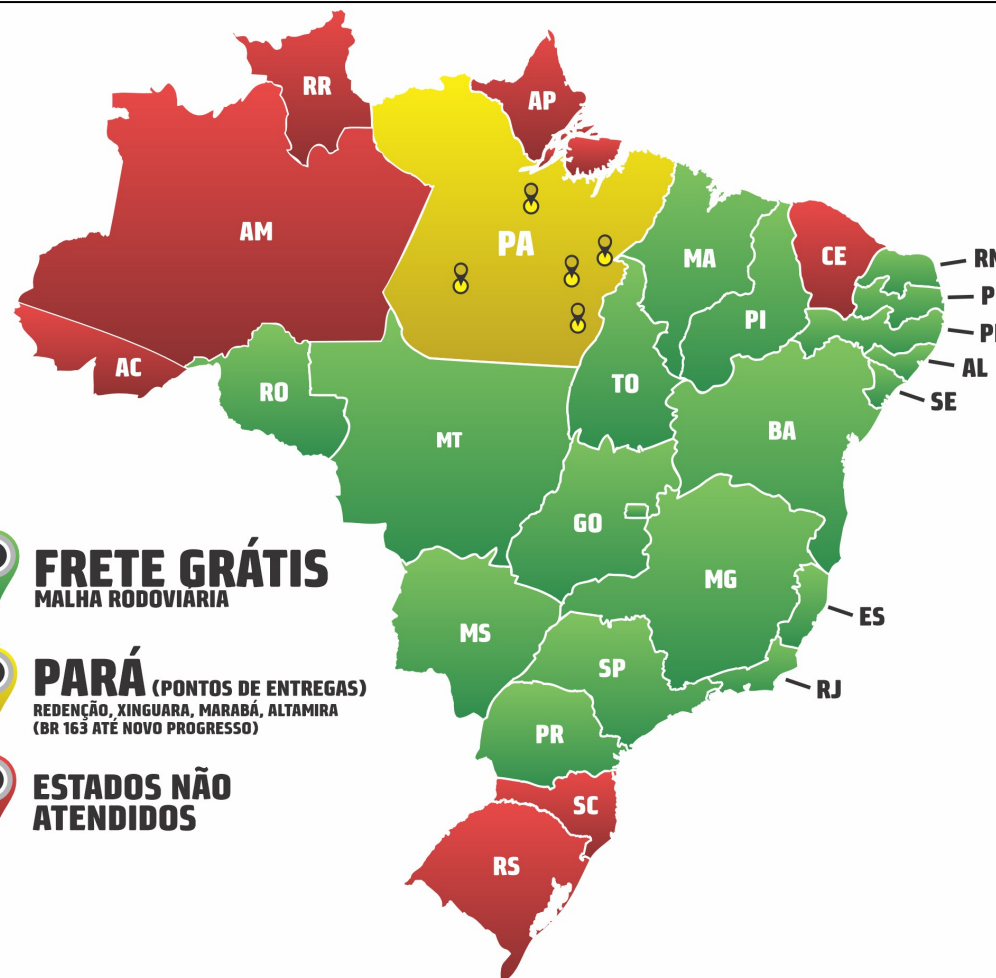 RR
AP
AM
PA
MA
CE
RN
PI
AC
RO
MT
TO
BA
AL
SE
GO
MG
ES
MS
SP
RJ
PR
SC
RS
FRETE GRÁTIS
MALHA RODOVIÁRIA
PARÁ (PONTOS DE ENTREGAS)
REDENÇÃO, XINGUARA, MARABÁ, ALTAMIRA
(BR 163 ATÉ NOVO PROGRESSO)
ESTADOS NÃO
ATENDIDOS